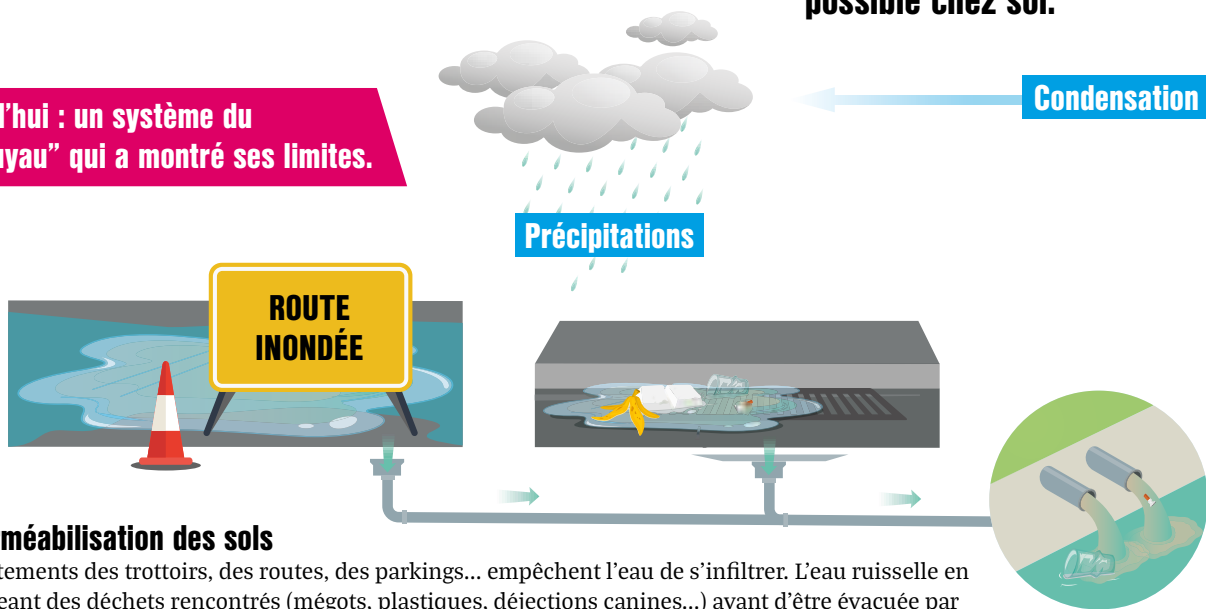 possible chez soi.
Condensation
l'hui : un système du
uyau” qui a montré ses limites.
Précipitations
ROUTE
INONDÉE
méabilisation des sols
tements des trottoirs, des routes, des parkings... empêchent l’eau de s’infiltrer. L’eau ruisselle en
eant des déchets rencontrés (mégots, plastiques, déjections canines...) avant d’être évacuée par